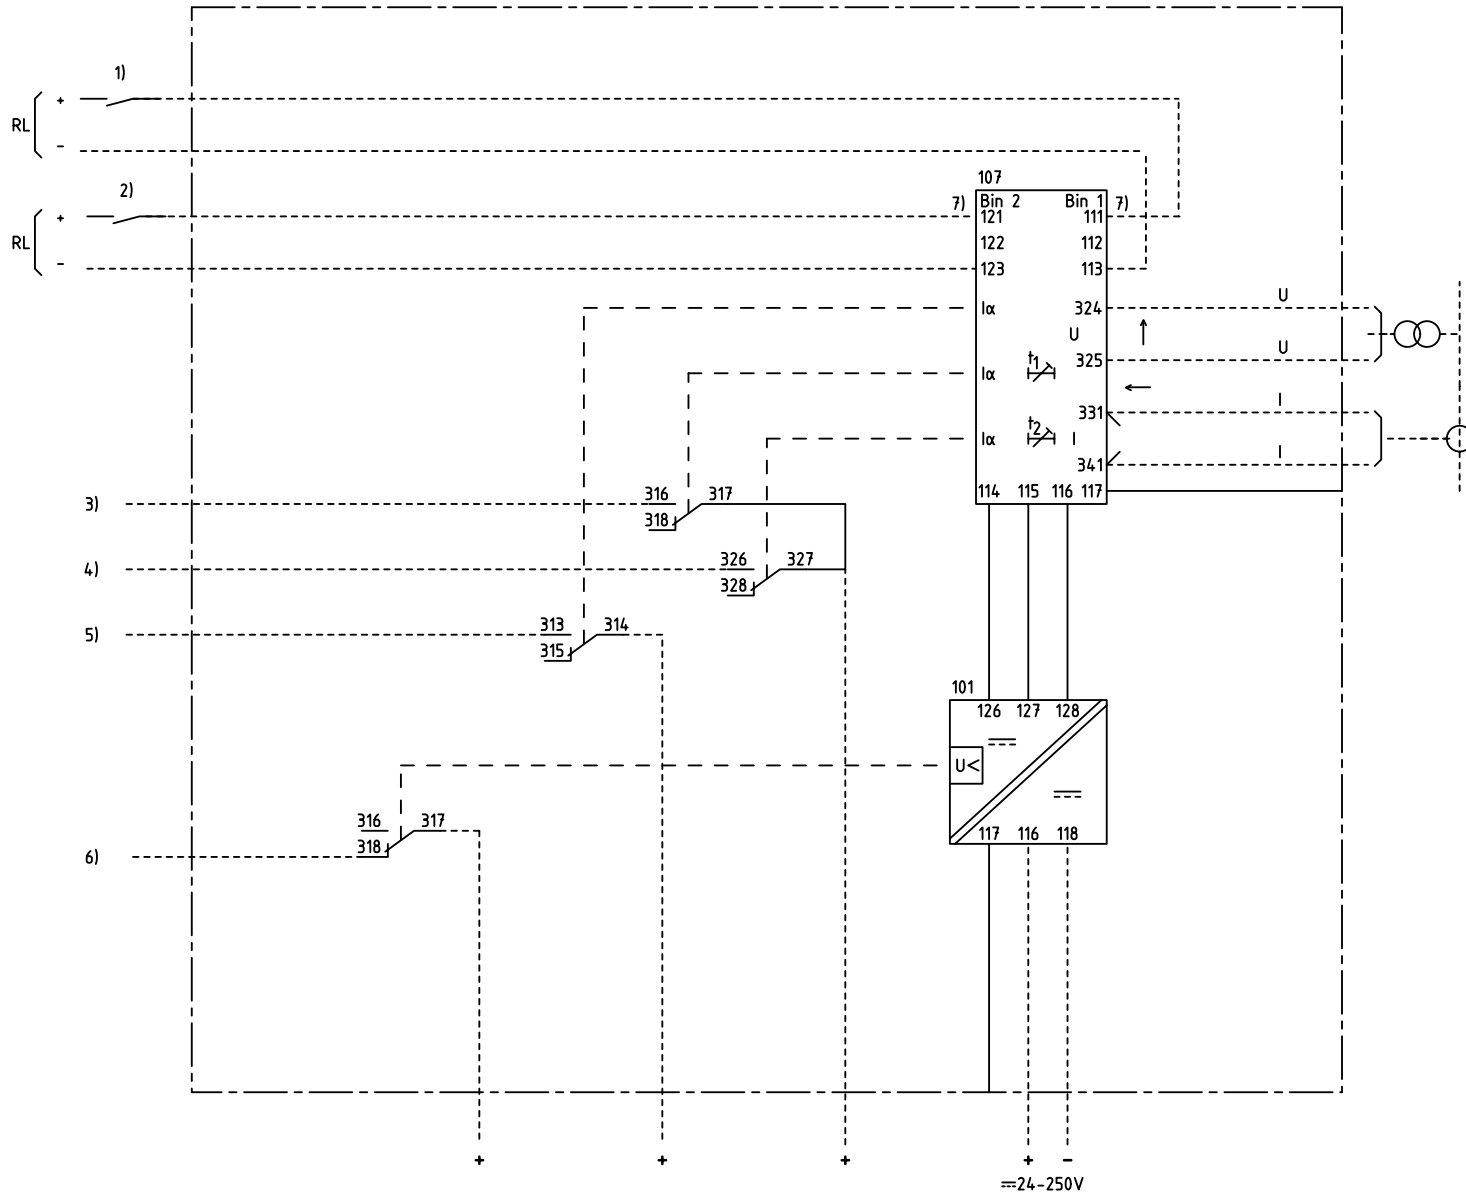 1)
+
RL
-
2)
+
RL
-
107
7) Bin 2 Bin 1 7)
121 111
122 112
123 113
Iα 324 U
U
325 U
Iα t1
331 I
Iα t2 I
341 I
114 115 116 117
3) 316 317
318
4) 326 327
328
5) 313 314
315
101
126 127 128
U<
316 317
318
6)
117 116 118
+ + + + -
⎓24-250V